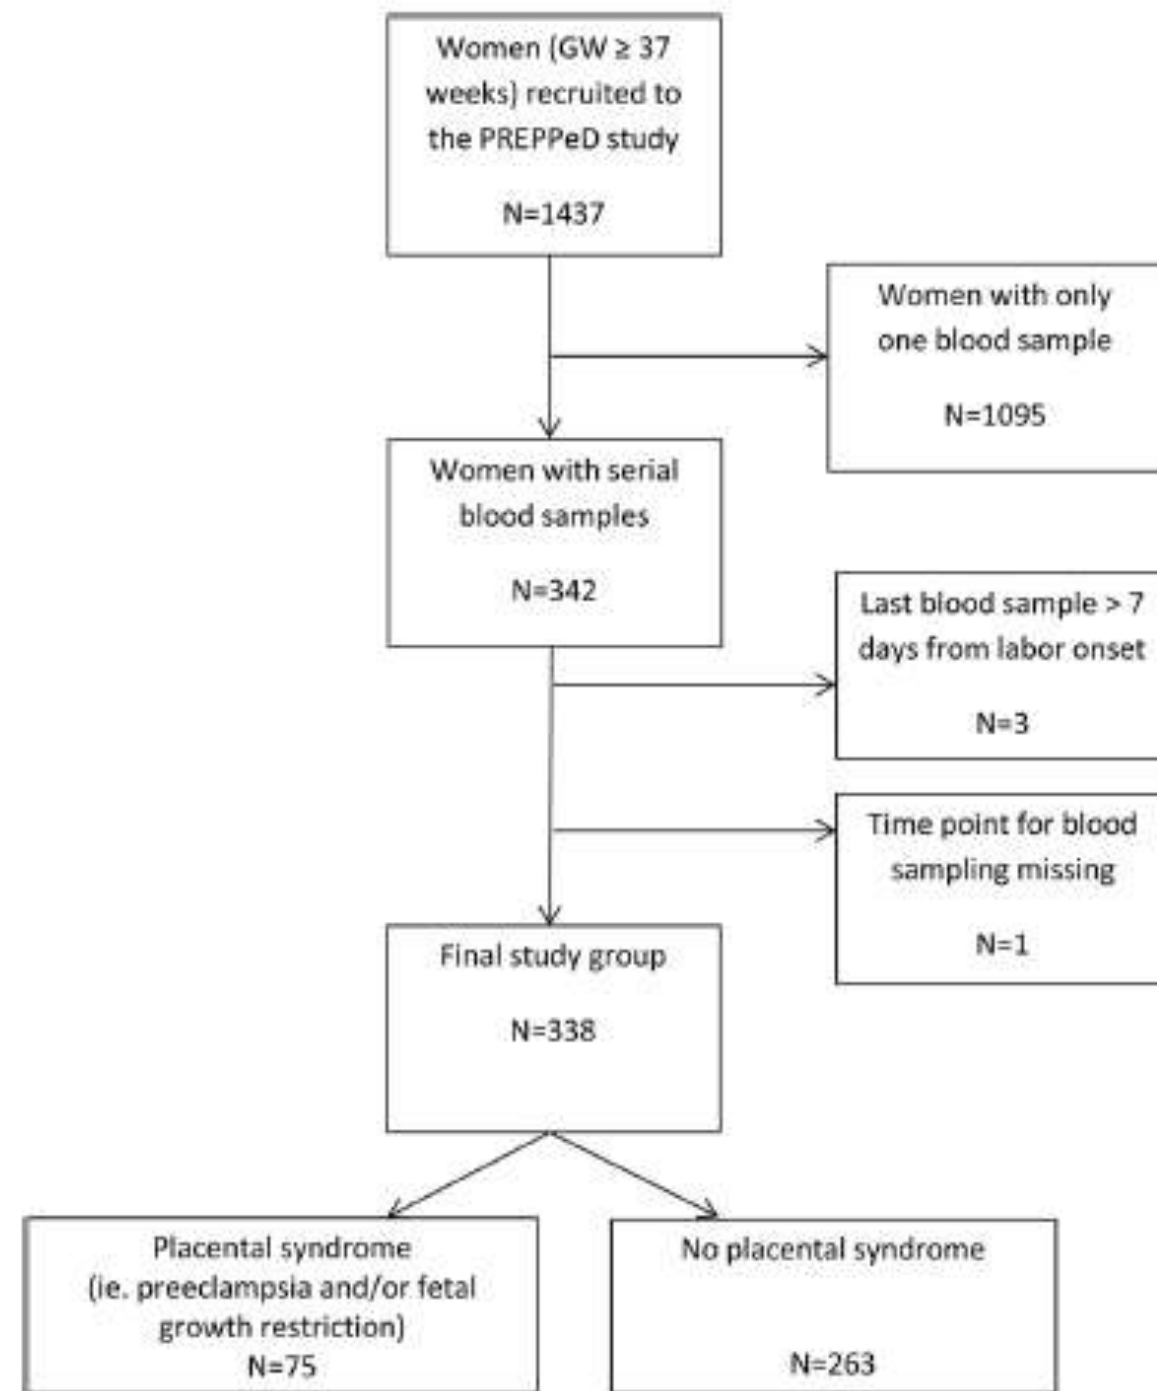 Women (GW ≥ 37
weeks) recruited to
the PREPPeD study
N=1437
Women with only
one blood sample
N=1095
Women with serial
blood samples
N=342
Last blood sample > 7
days from labor onset
N=3
Time point for blood
sampling missing
N=1
Final study group
N=338
Placental syndrome
(ie. preeclampsia and/or fetal
growth restriction)
N=75
No placental syndrome
N=263